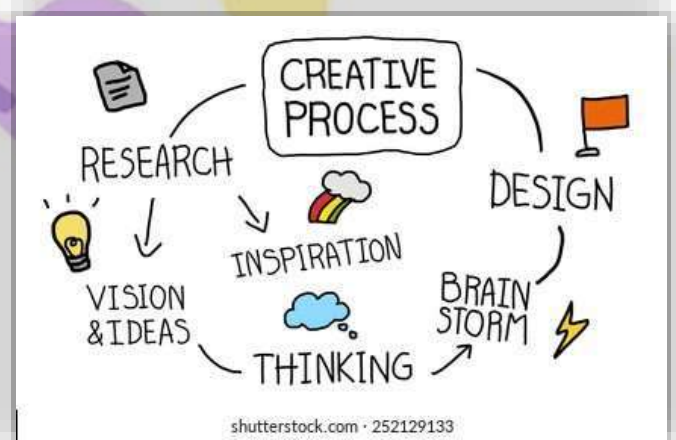 CREATIVE
PROCESS
RESEARCH
DESIGN
INSPIRATION
VISION
&IDEAS
BRAIN
STORM
THINKING
shutterstock.com · 252129133